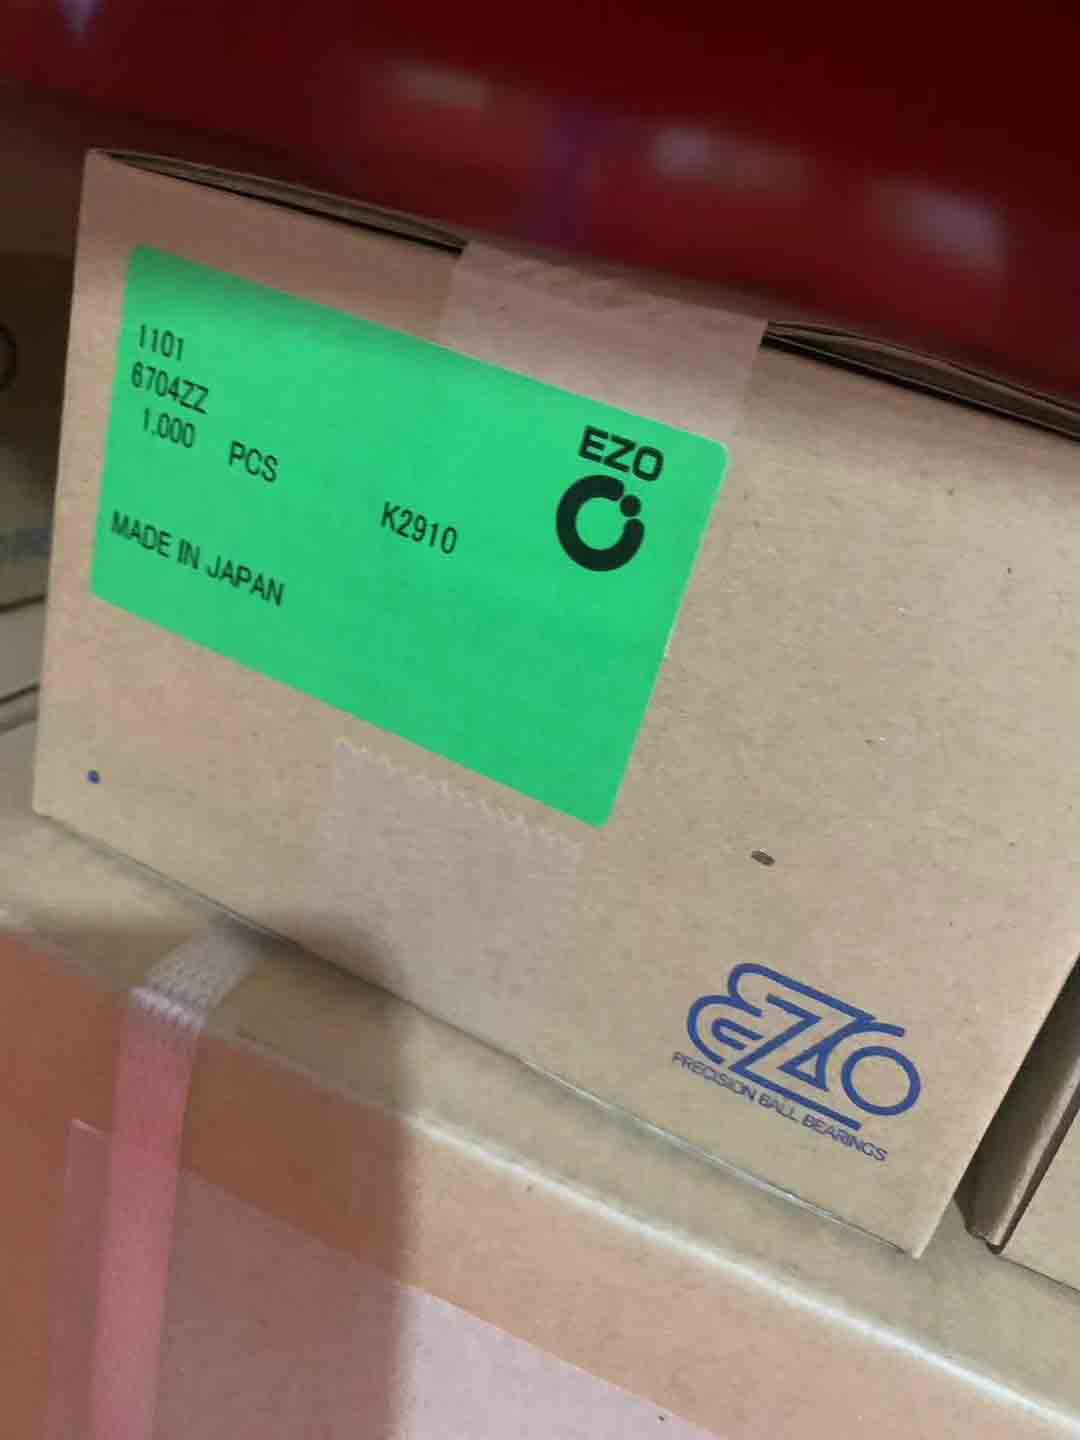 1101
6704ZZ
1,000 PCS
K2910
MADE IN JAPAN
EZO
EZO
PRECISION BALL BEARINGS